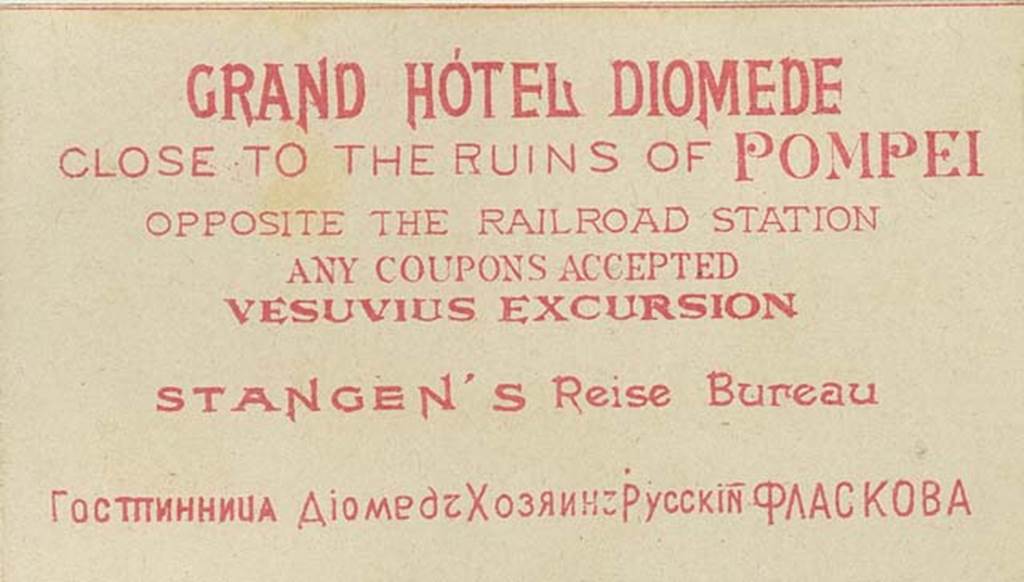 GRAND HÓTEL DIOMEDE
CLOSE TO THE RUINS OF POMPEI
OPPOSITE THE RAILROAD STATION
ANY COUPONS ACCEPTED
VESUVIUS EXCURSION
STANGEN'S Reise Bureau
Гостпинница Діомедъ Хозяинъ Русскій ФЛАСКОВА